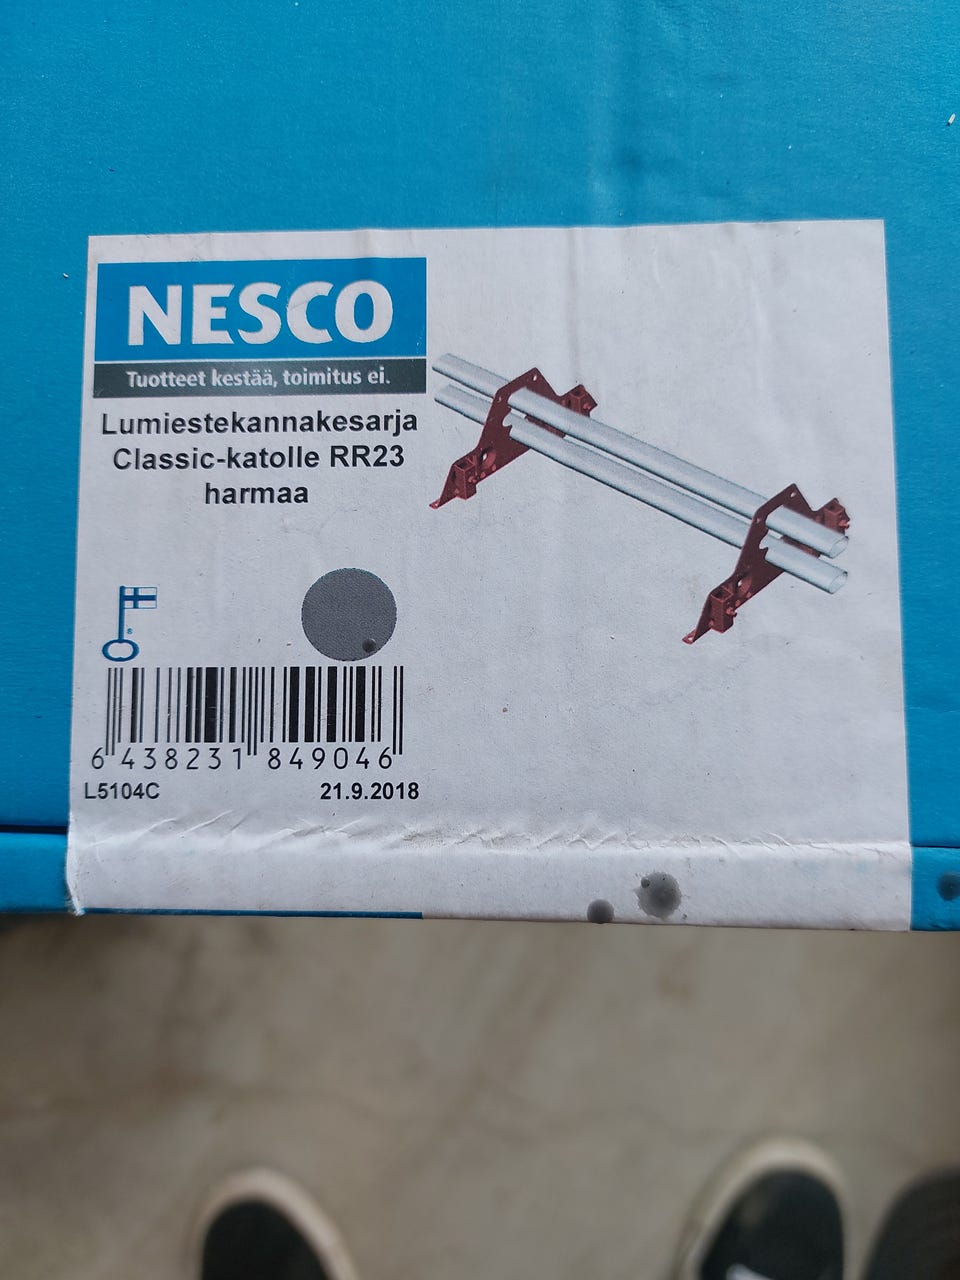 NESCO
Tuotteet kestää, toimitus ei.
Lumiestekannakesarja
Classic-katolle RR23
harmaa
®
6 438231 849046
L5104C 21.9.2018